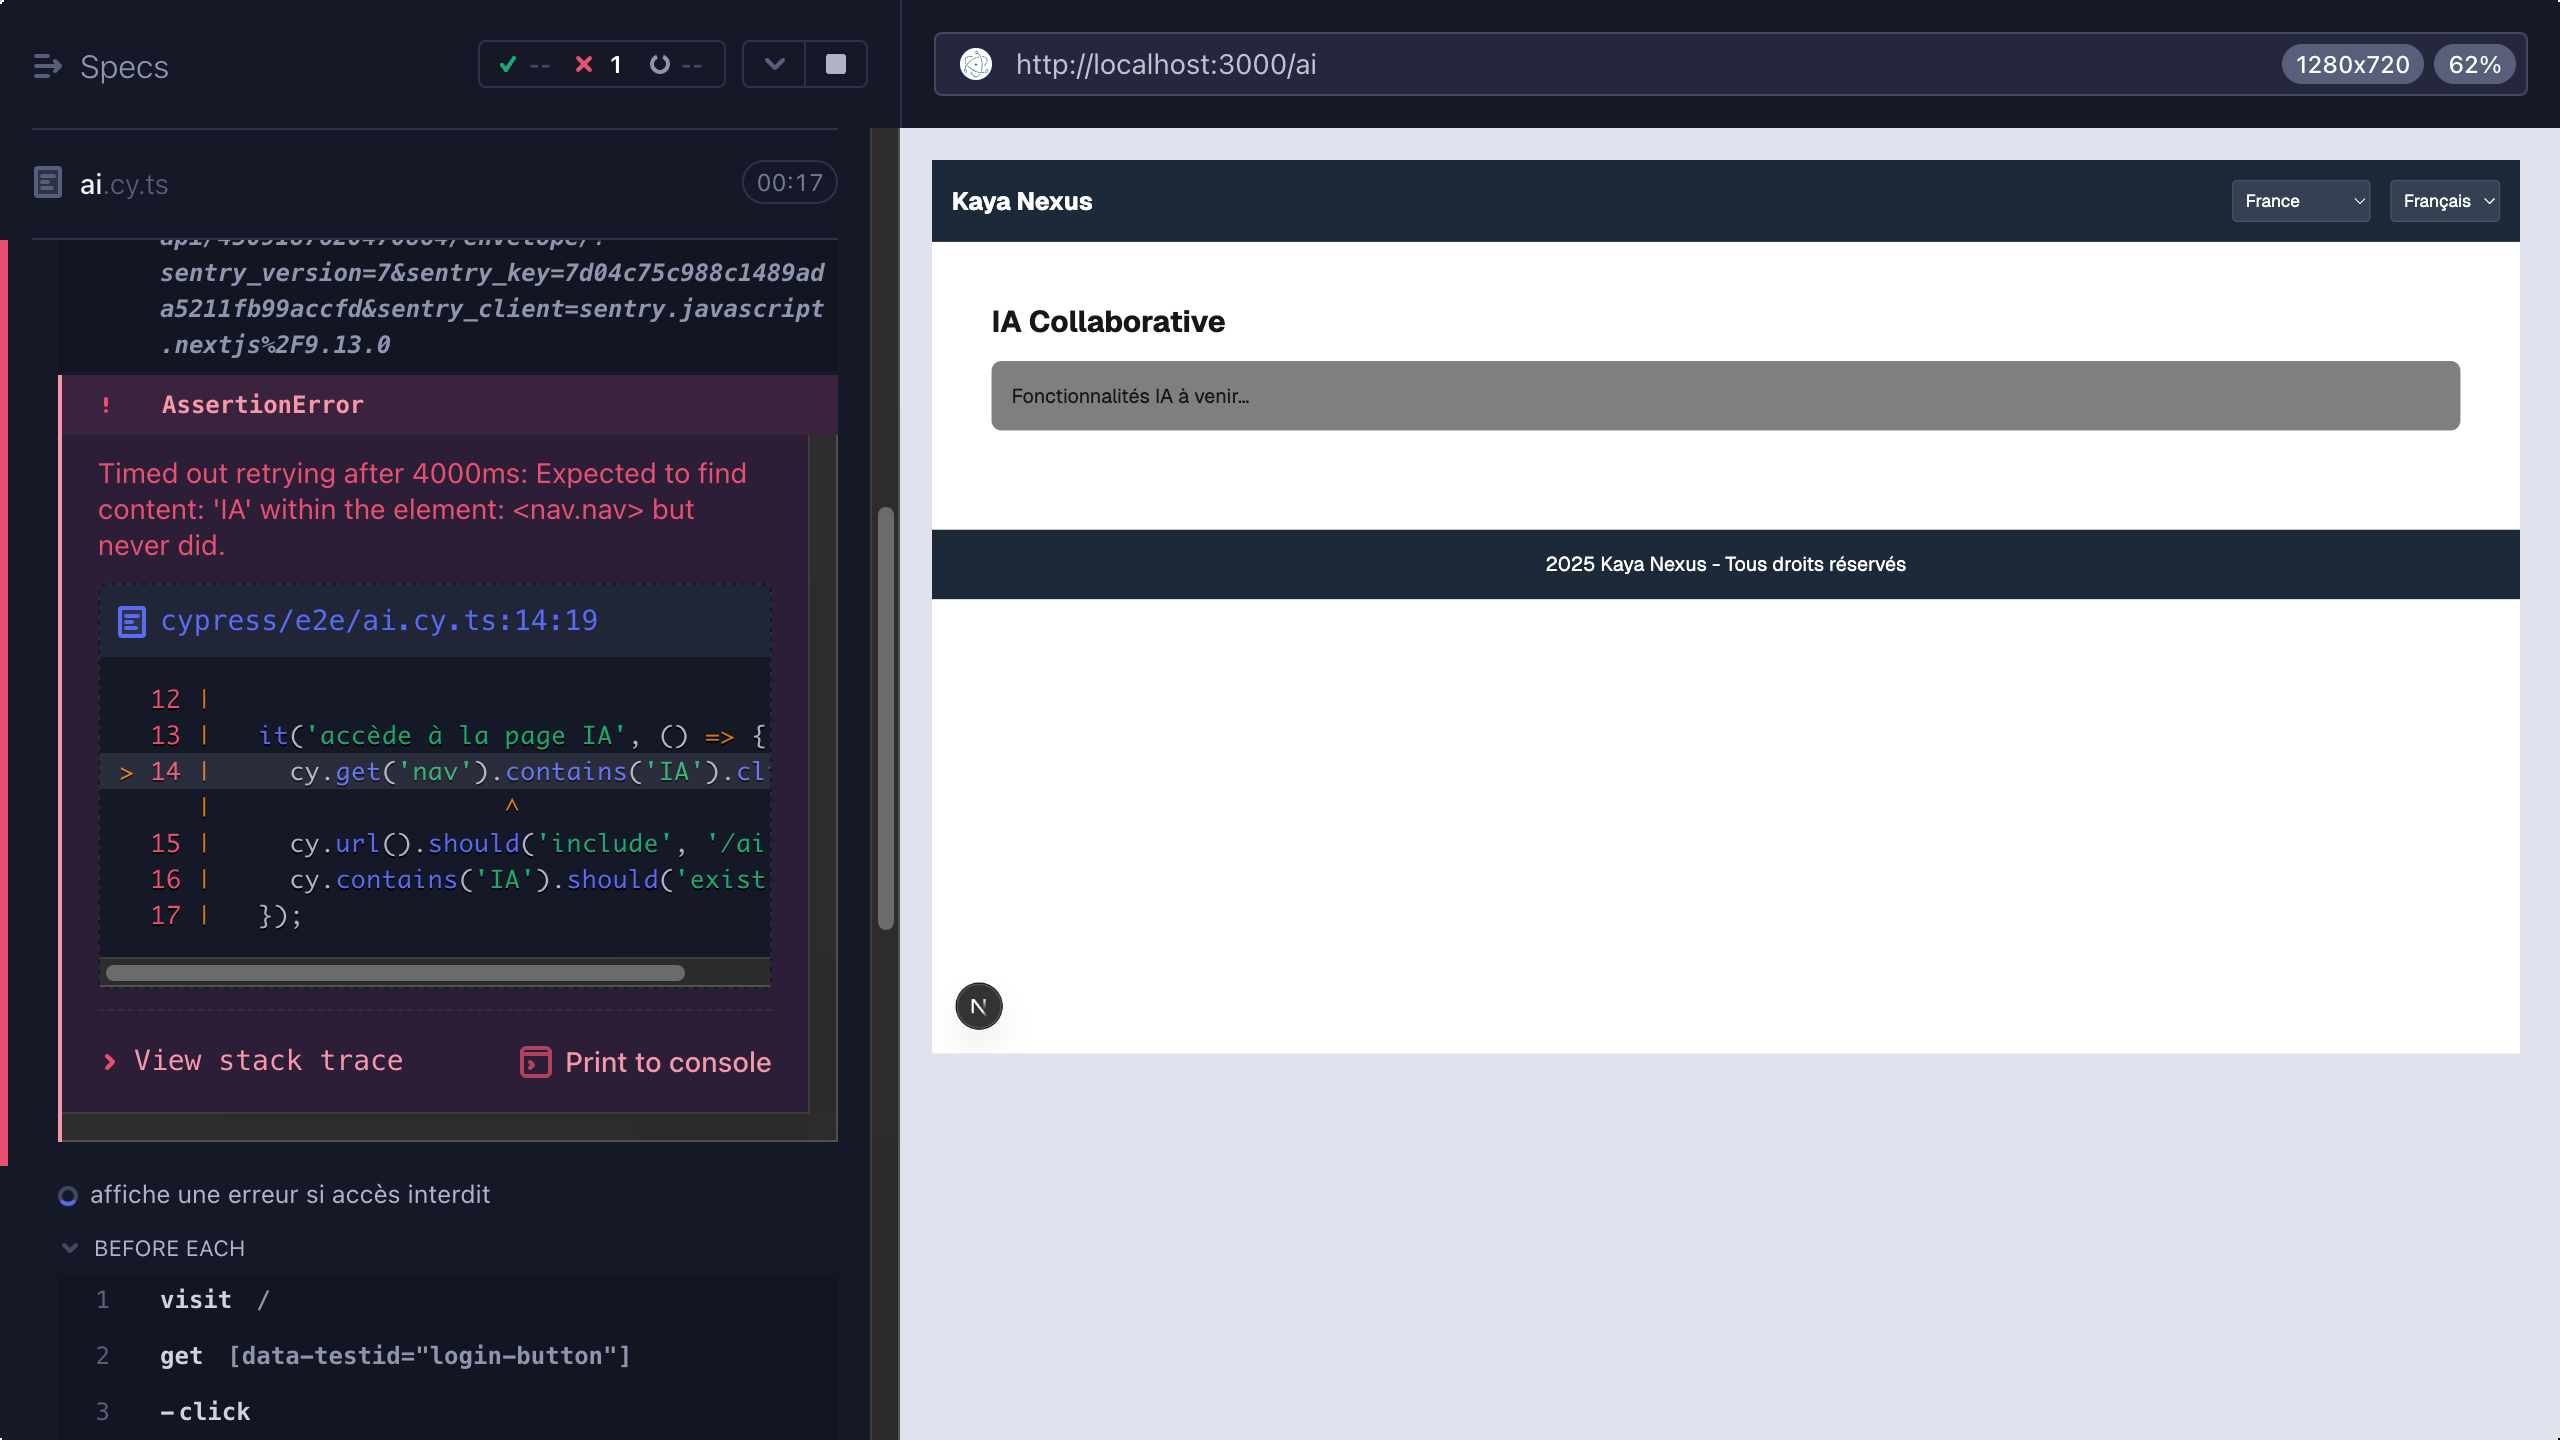 Specs
-- 1 --
ai.cy.ts
00:17
sentry_version=7&sentry_key=7d04c75c988c1489ad
a5211fb99accfd&sentry_client=sentry.javascript
.nextjs%2F9.13.0
! AssertionError
Timed out retrying after 4000ms: Expected to find
content: 'IA' within the element: <nav.nav> but
never did.
cypress/e2e/ai.cy.ts:14:19
12 |
13 | it('accède à la page IA', () => {
> 14 | cy.get('nav').contains('IA').cl
| ^
15 | cy.url().should('include', '/ai
16 | cy.contains('IA').should('exist
17 | });
View stack trace
Print to console
affiche une erreur si accès interdit
BEFORE EACH
1 visit /
2 get [data-testid="login-button"]
3 -click
http://localhost:3000/ai
1280x720
62%
Kaya Nexus
France
Français
IA Collaborative
Fonctionnalités IA à venir...
2025 Kaya Nexus - Tous droits réservés
N